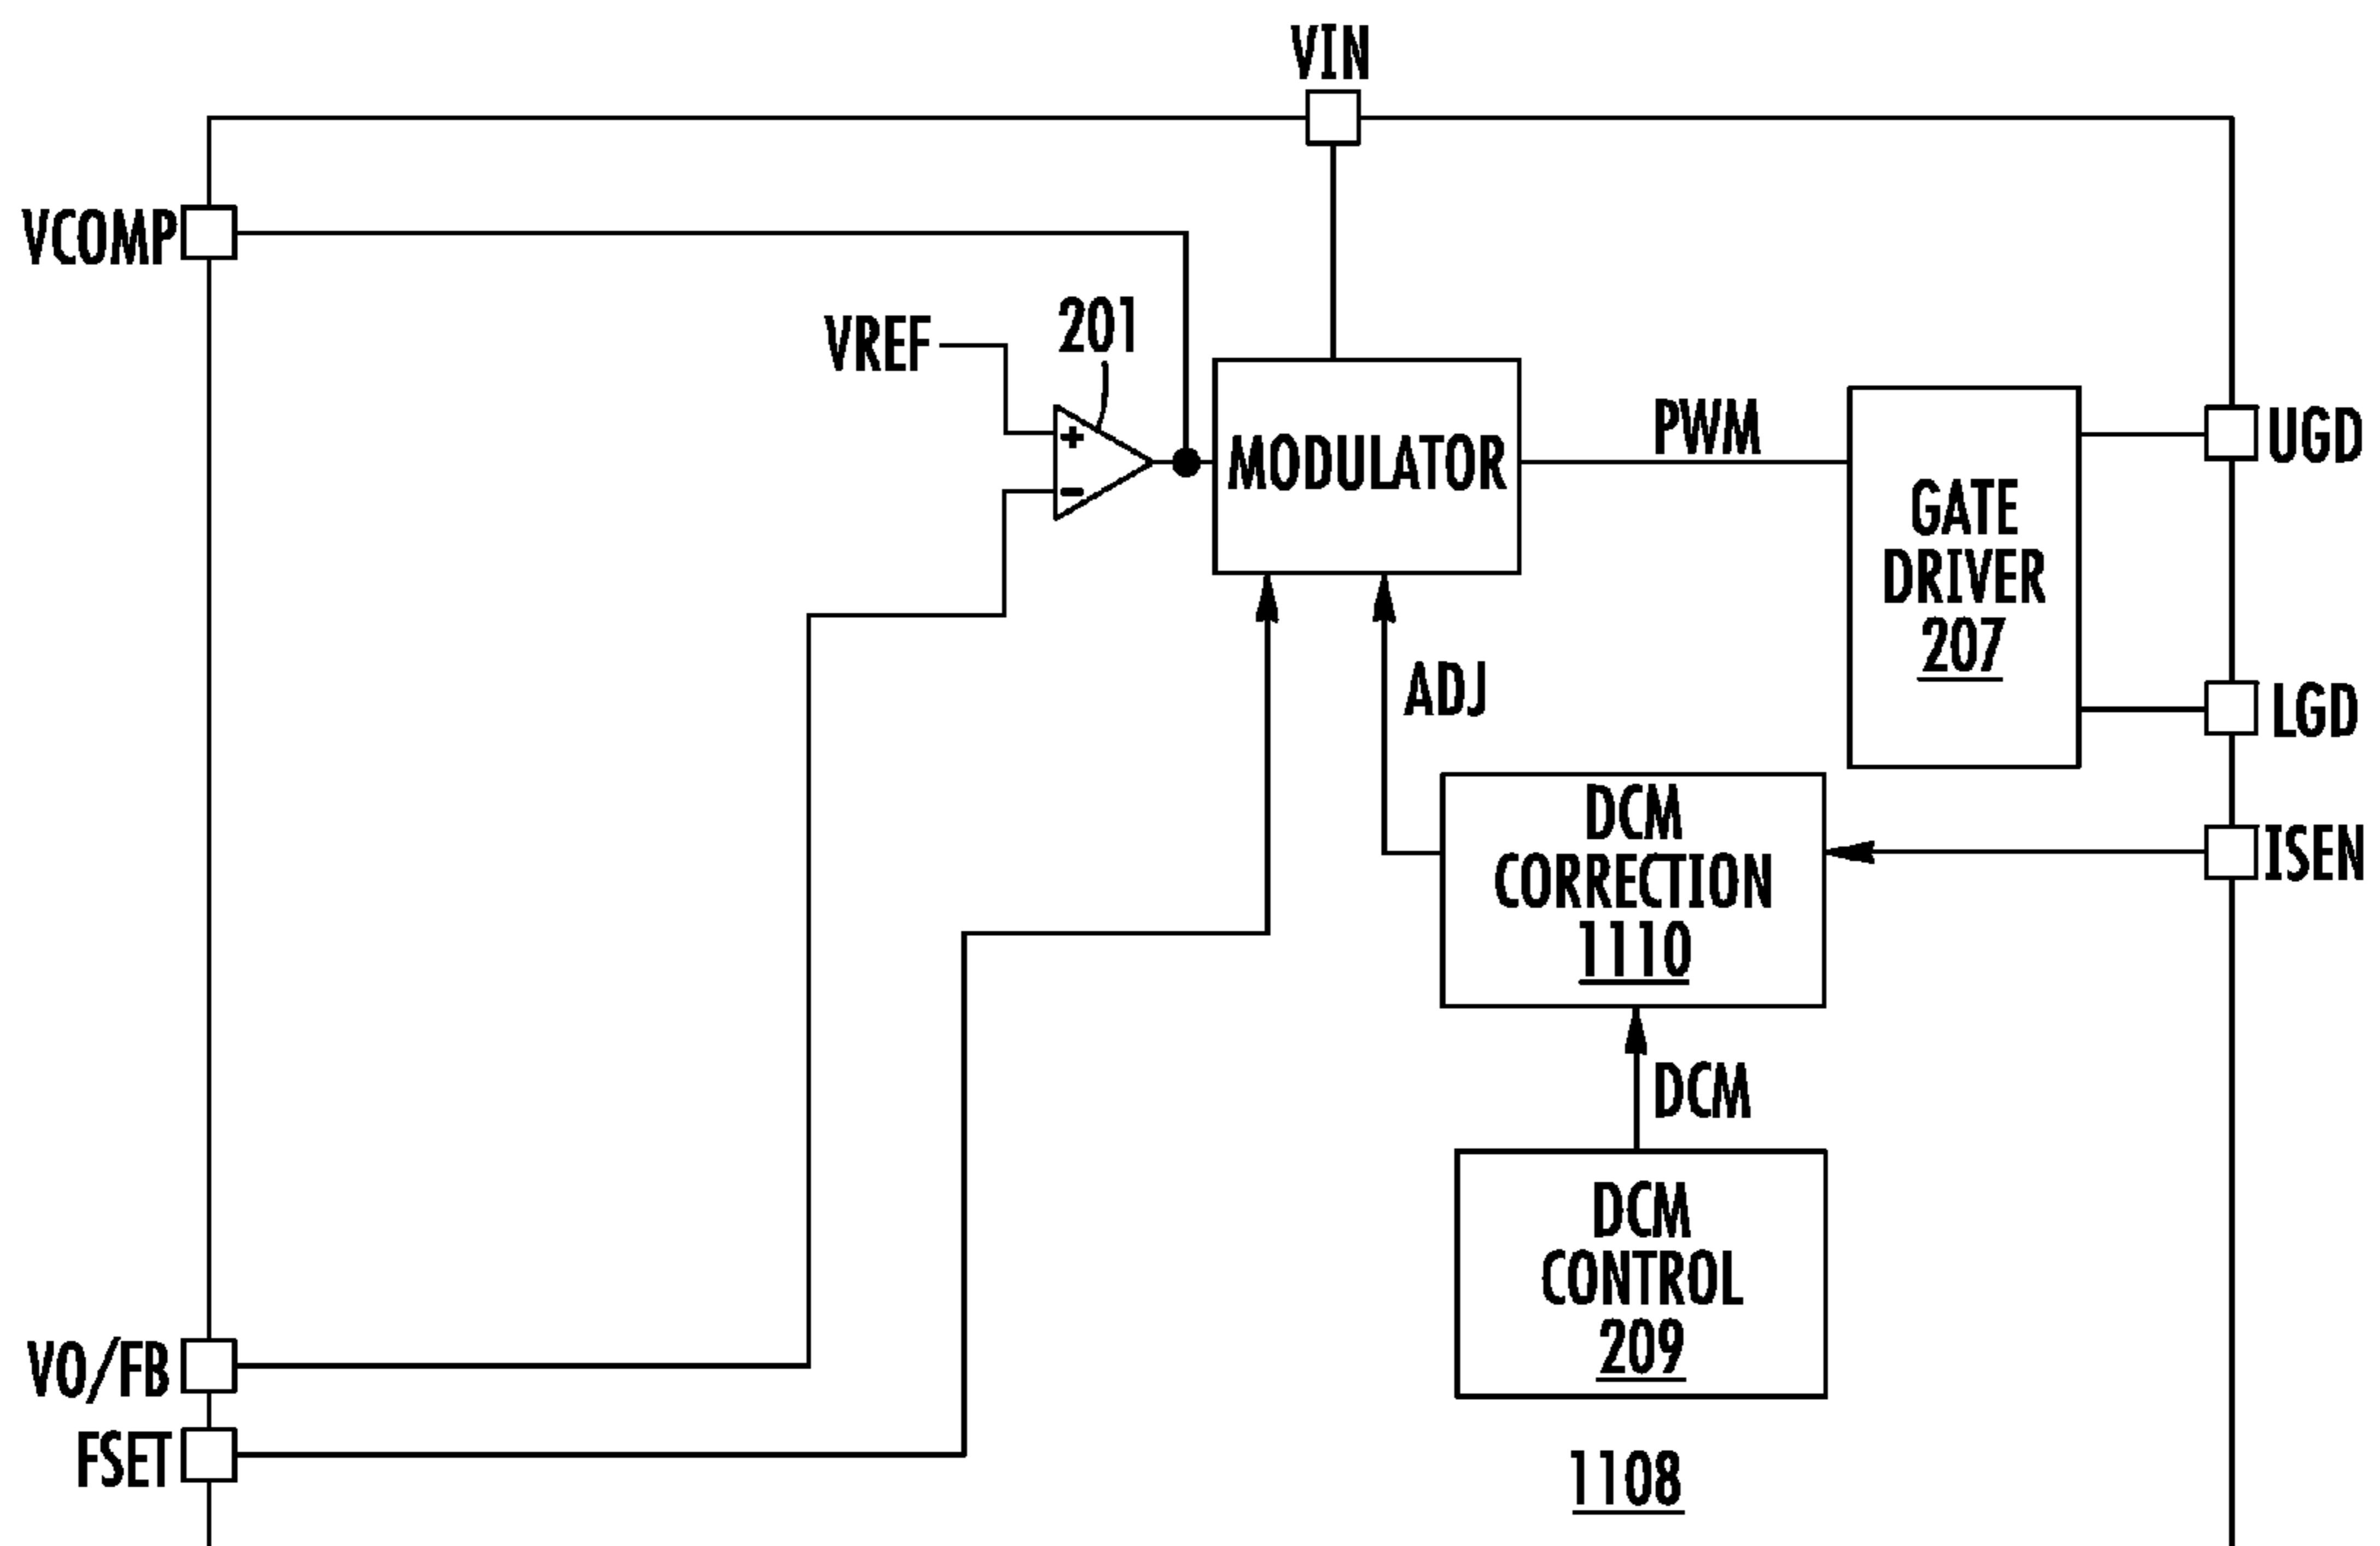 VIN
VCOMP
201
VREF
+
-
MODULATOR
PWM
UGD
GATE
DRIVER
207
ADJ
LGD
DCM
CORRECTION
1110
ISEN
DCM
DCM
CONTROL
209
VO/FB
FSET
1108